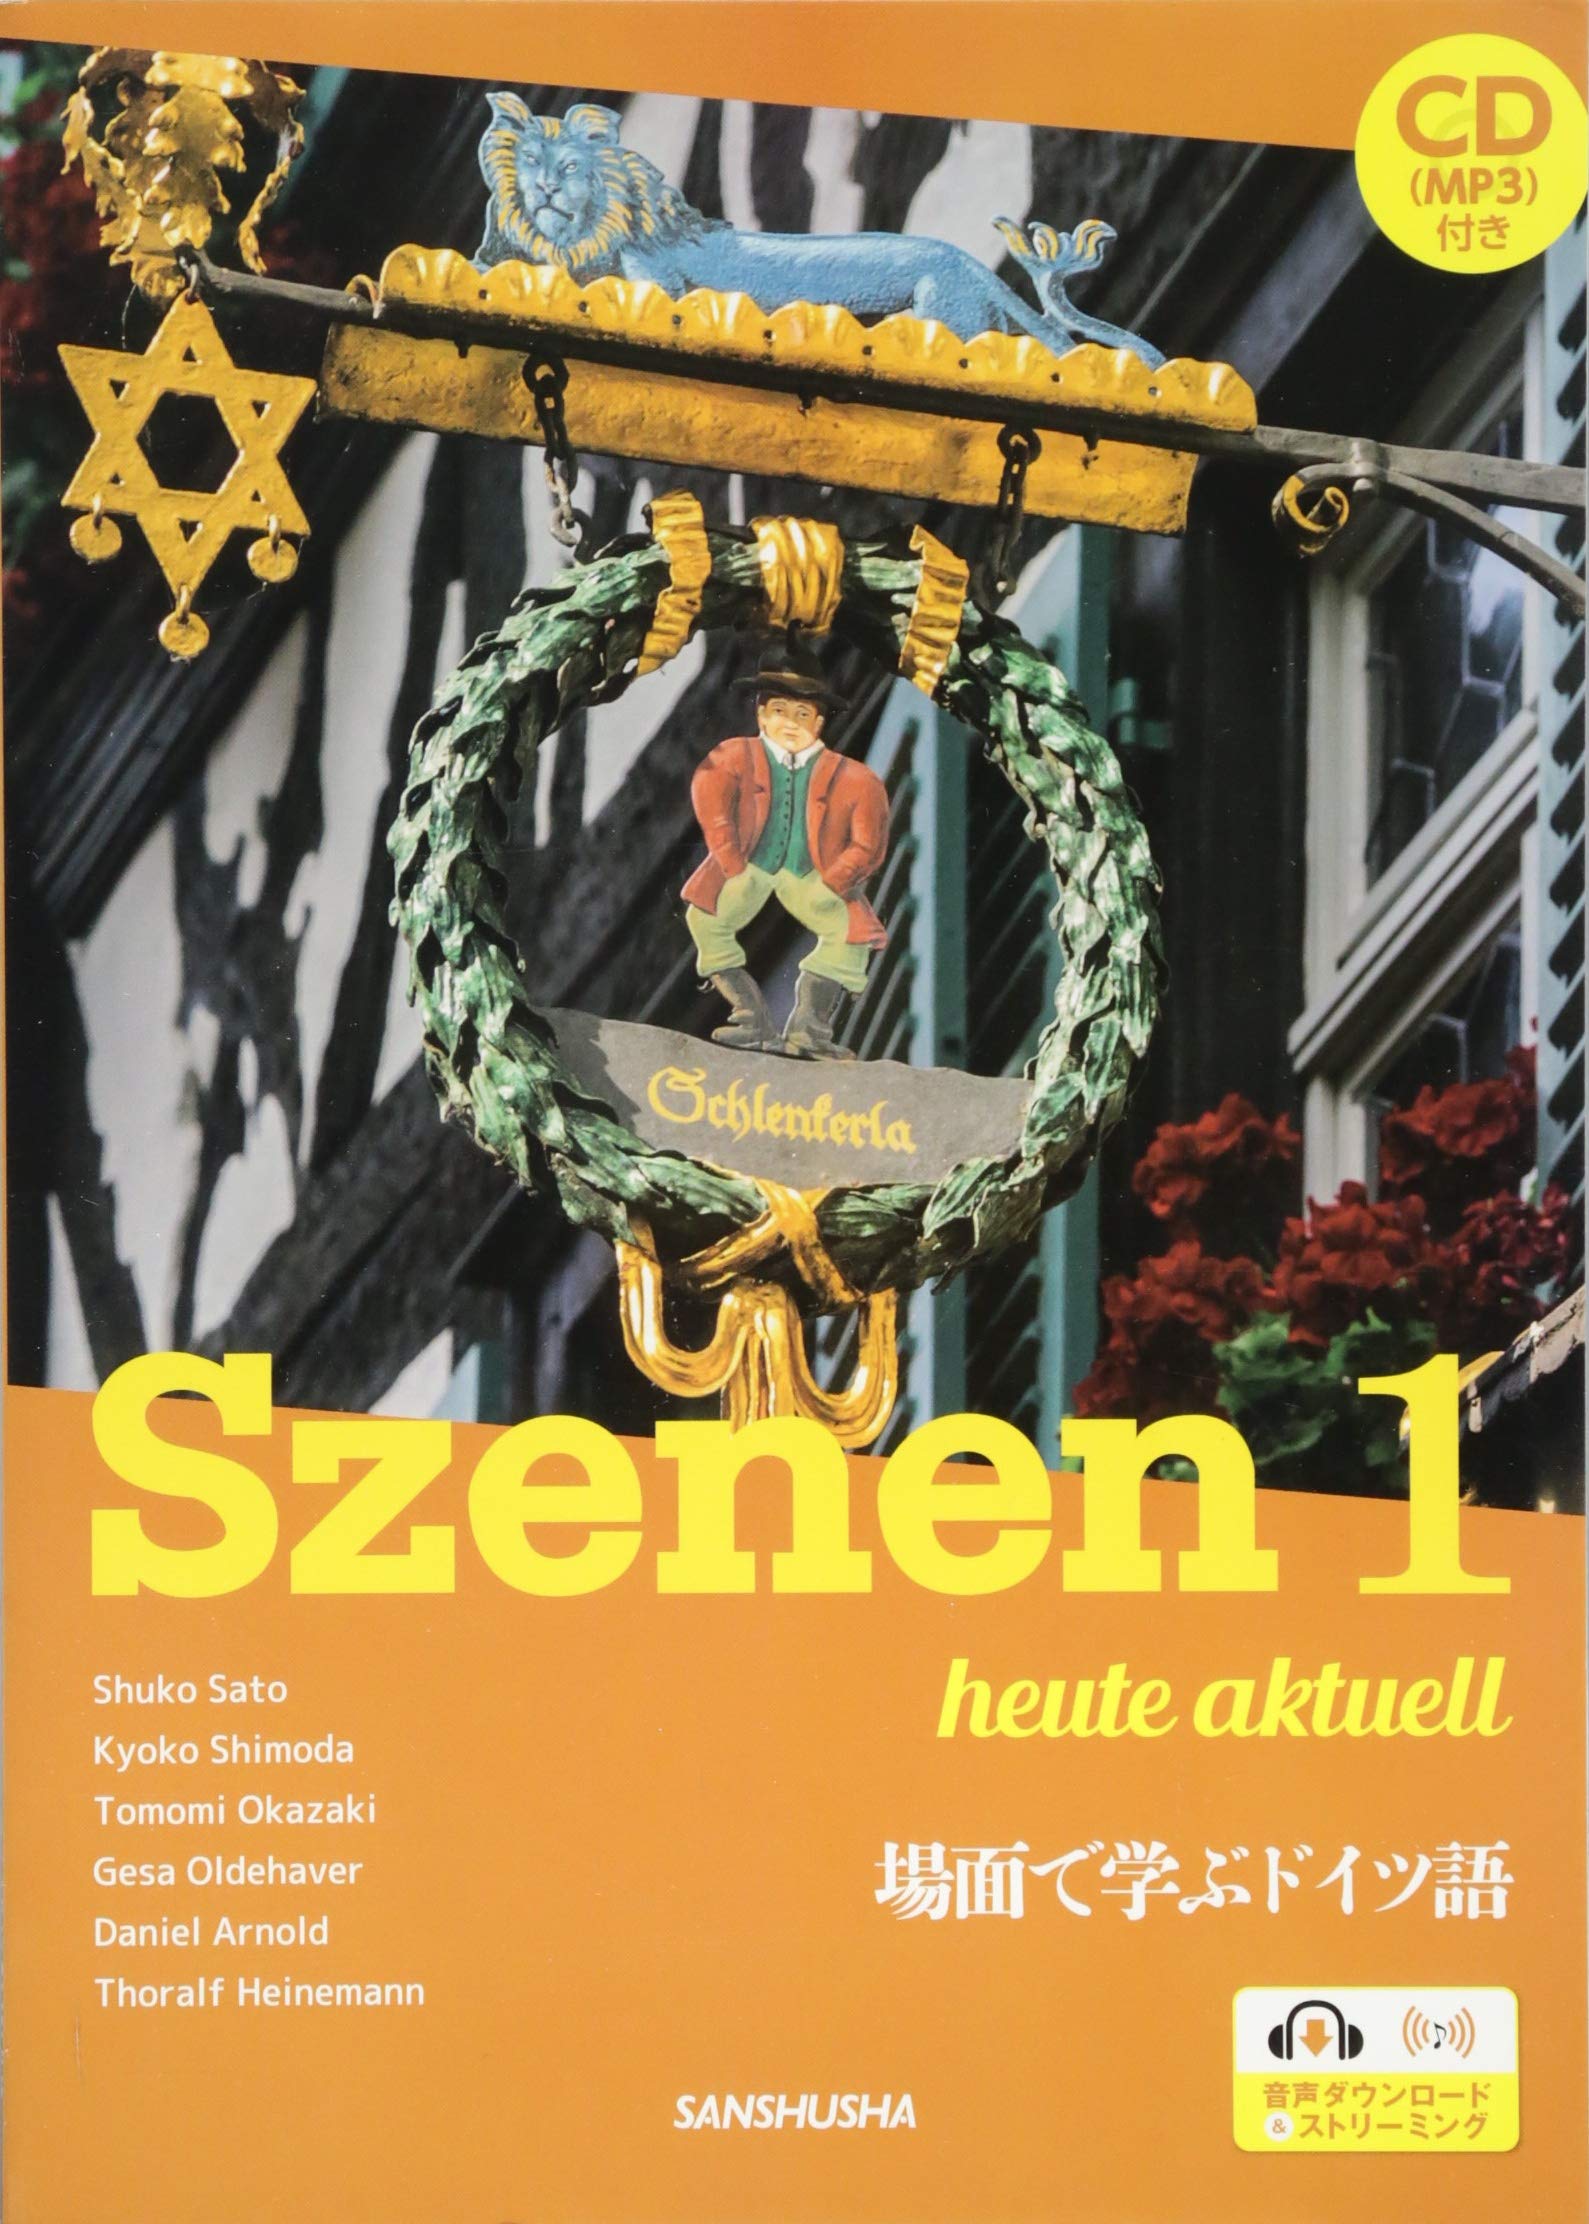 CD
(MP3)
付き
Schlenkerla
Szenen 1
heute aktuell
場面で学ぶドイツ語
Shuko Sato
Kyoko Shimoda
Tomomi Okazaki
Gesa Oldehaver
Daniel Arnold
Thoralf Heinemann
音声ダウンロード
&ストリーミング
SANSHUSHA